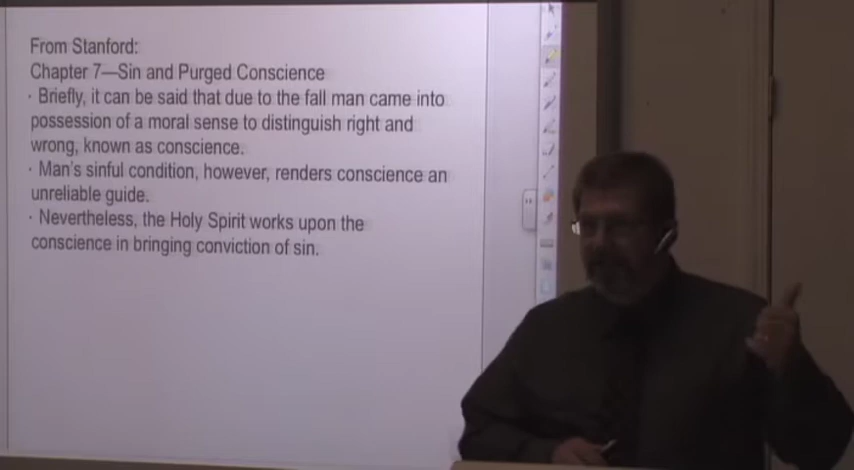 From Stanford:
Chapter 7—Sin and Purged Conscience
· Briefly, it can be said that due to the fall man came into
possession of a moral sense to distinguish right and
wrong, known as conscience.
· Man's sinful condition, however, renders conscience an
unreliable guide.
· Nevertheless, the Holy Spirit works upon the
conscience in bringing conviction of sin.